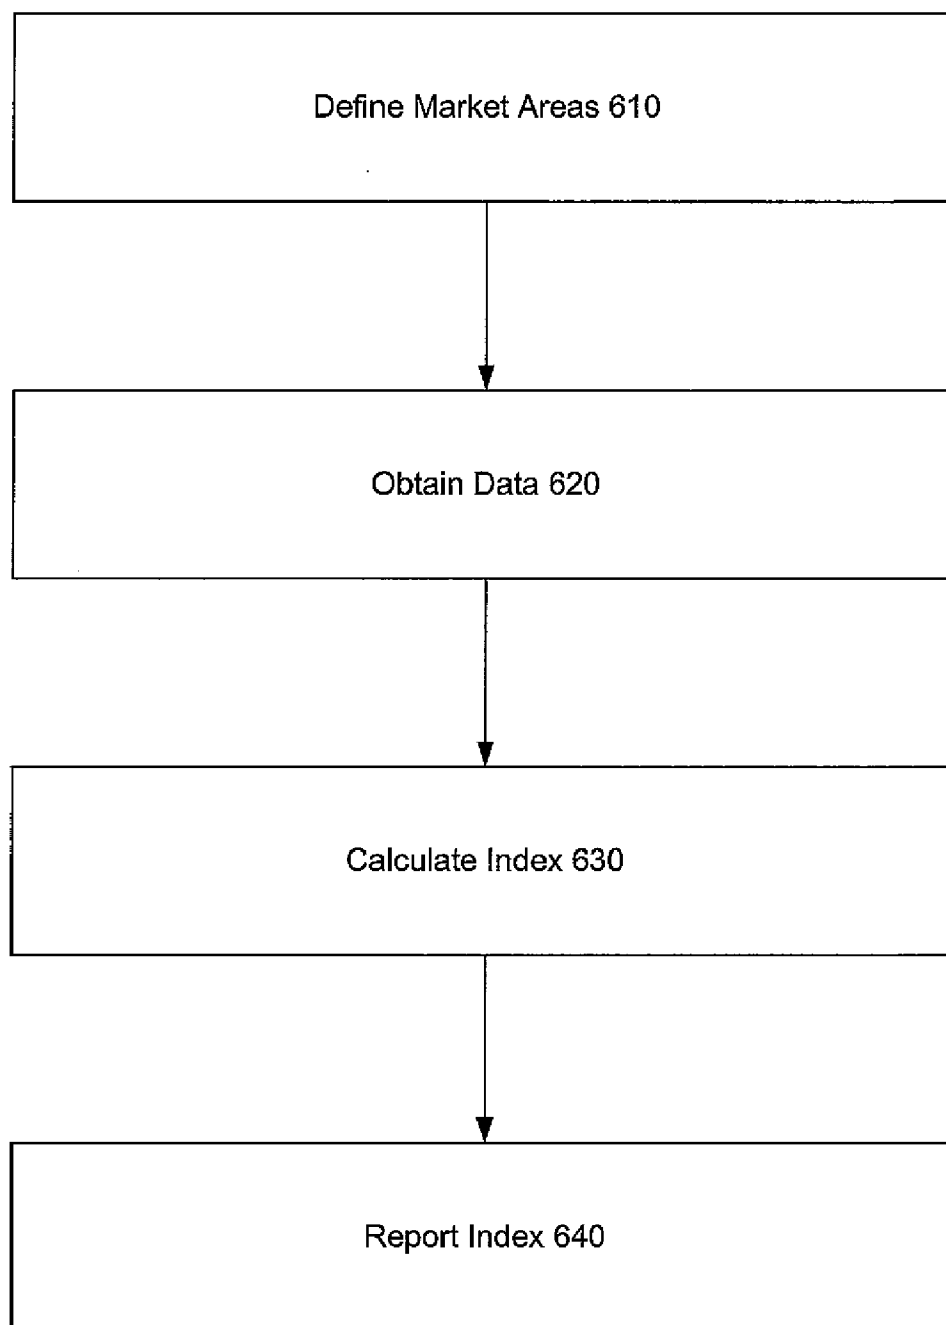 Define Market Areas 610
Obtain Data 620
Calculate Index 630
Report Index 640